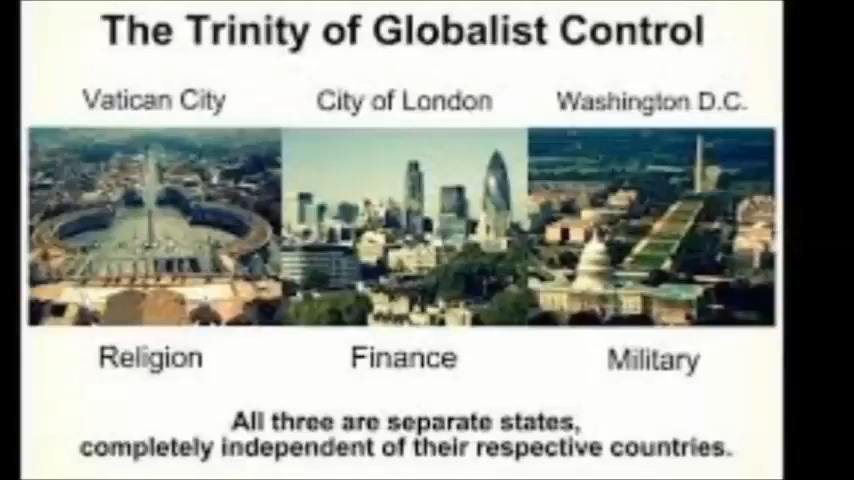 The Trinity of Globalist Control
Vatican City City of London Washington D.C.
Religion Finance Military
All three are separate states,
completely independent of their respective countries.